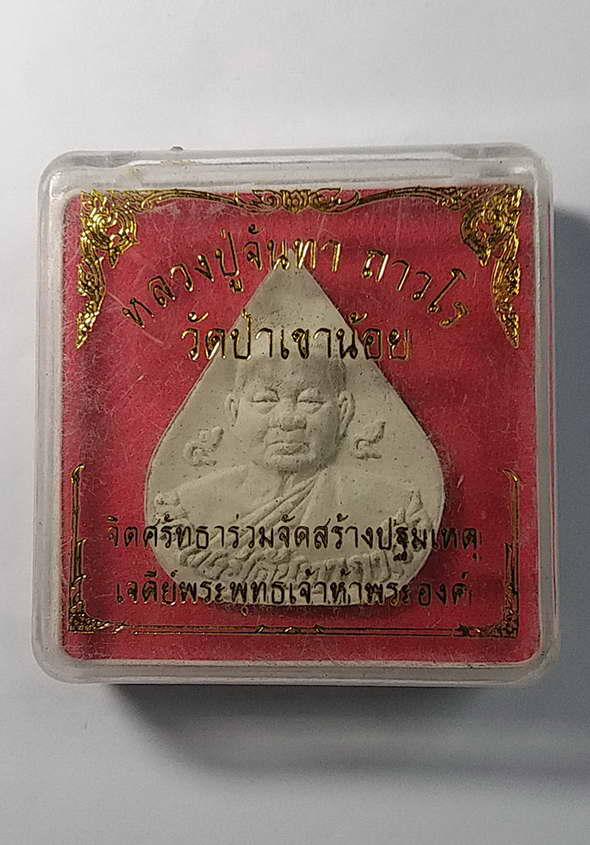 หลวงปู่จันทา ถาวโร
วัดป่าเขาน้อย
๕ ๔
จิตศรัทธาร่วมจัดสร้างปฐมเหตุ
เจดีย์พระพุทธเจ้าห้าพระองค์